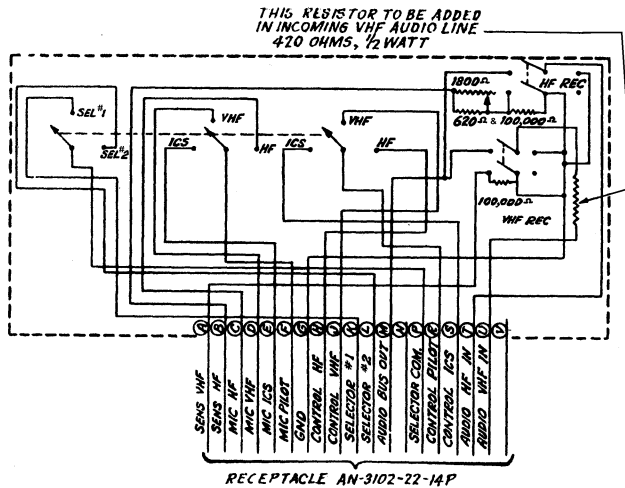 THIS RESISTOR TO BE ADDED
IN INCOMING VHF AUDIO LINE
420 OHMS, 1/2 WATT
1800Ω
HF REC
620Ω & 100,000Ω
SEL#1
SEL#2
VHF
ICS
HF
VHF
ICS
HF
100,000Ω
VHF REC
A B C D E F G H J K L M N P R S T U V
SENS VHF
SENS HF
MIC HF
MIC VHF
MIC ICS
MIC PILOT
GND
CONTROL HF
CONTROL VHF
SELECTOR #1
SELECTOR #2
AUDIO BUS OUT
SELECTOR COM.
CONTROL PILOT
CONTROL ICS
AUDIO HF IN
AUDIO VHF IN
RECEPTACLE AN-3102-22-14P